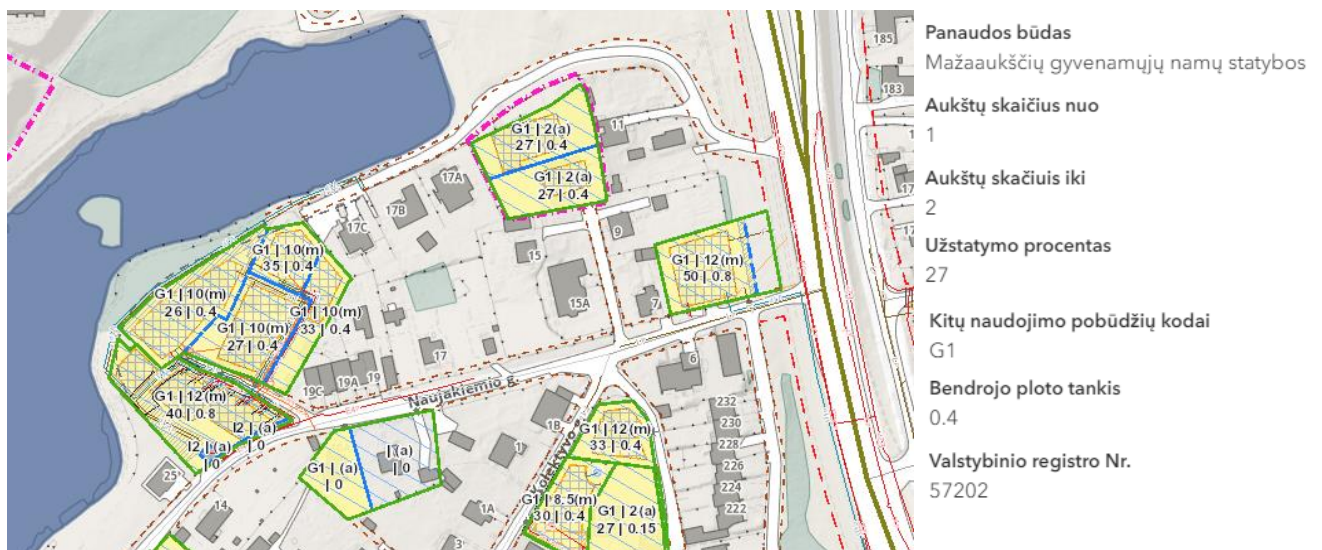 185
183
17
17
G1 | 2(a)
27 | 0.4
11
G1 | 2(a)
27 | 0.4
17A
17B
17C
9
15
15A
7
G1 | 12(m)
50 | 0.8
G1 | 10(m)
35 | 0.4
G1 | 10(m)
26 | 0.4
G1 | 10(m)
33 | 0.4
G1 | 10(m)
27 | 0.4
17
19C
19A
19
6
Naujakiemio g.
G1 | 12(m)
40 | 0.8
I2 | (a)
| 0
I2 | (a)
| 0
25
14
G1 | (a)
| 0
| (a)
| 0
1B
1
1A
3
Kolektyvo
G1 | 12(m)
33 | 0.4
G1 | 8.5(m)
30 | 0.4
G1 | 2(a)
27 | 0.15
232
230
228
226
224
222
Panaudos būdas
Mažaaukščių gyvenamųjų namų statybos
Aukštų skaičius nuo
1
Aukštų skačiuis iki
2
Užstatymo procentas
27
Kitų naudojimo pobūdžių kodai
G1
Bendrojo ploto tankis
0.4
Valstybinio registro Nr.
57202